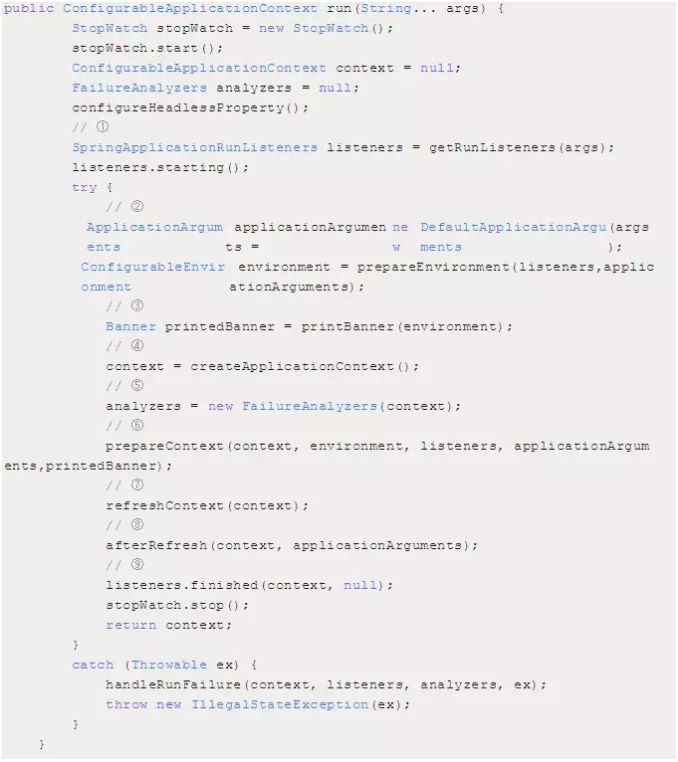 public ConfigurableApplicationContext run(String... args) {
StopWatch stopWatch = new StopWatch();
stopWatch.start();
ConfigurableApplicationContext context = null;
FailureAnalyzers analyzers = null;
configureHeadlessProperty();
// ①
SpringApplicationRunListeners listeners = getRunListeners(args);
listeners.starting();
try {
// ②
ApplicationArgum applicationArgumen ne DefaultApplicationArgu(args
ents ts = w ments );
ConfigurableEnvir environment = prepareEnvironment(listeners,applic
onment ationArguments);
// ③
Banner printedBanner = printBanner(environment);
// ④
context = createApplicationContext();
// ⑤
analyzers = new FailureAnalyzers(context);
// ⑥
prepareContext(context, environment, listeners, applicationArgum
ents,printedBanner);
// ⑦
refreshContext(context);
// ⑧
afterRefresh(context, applicationArguments);
// ⑨
listeners.finished(context, null);
stopWatch.stop();
return context;
}
catch (Throwable ex) {
handleRunFailure(context, listeners, analyzers, ex);
throw new IllegalStateException(ex);
}
}